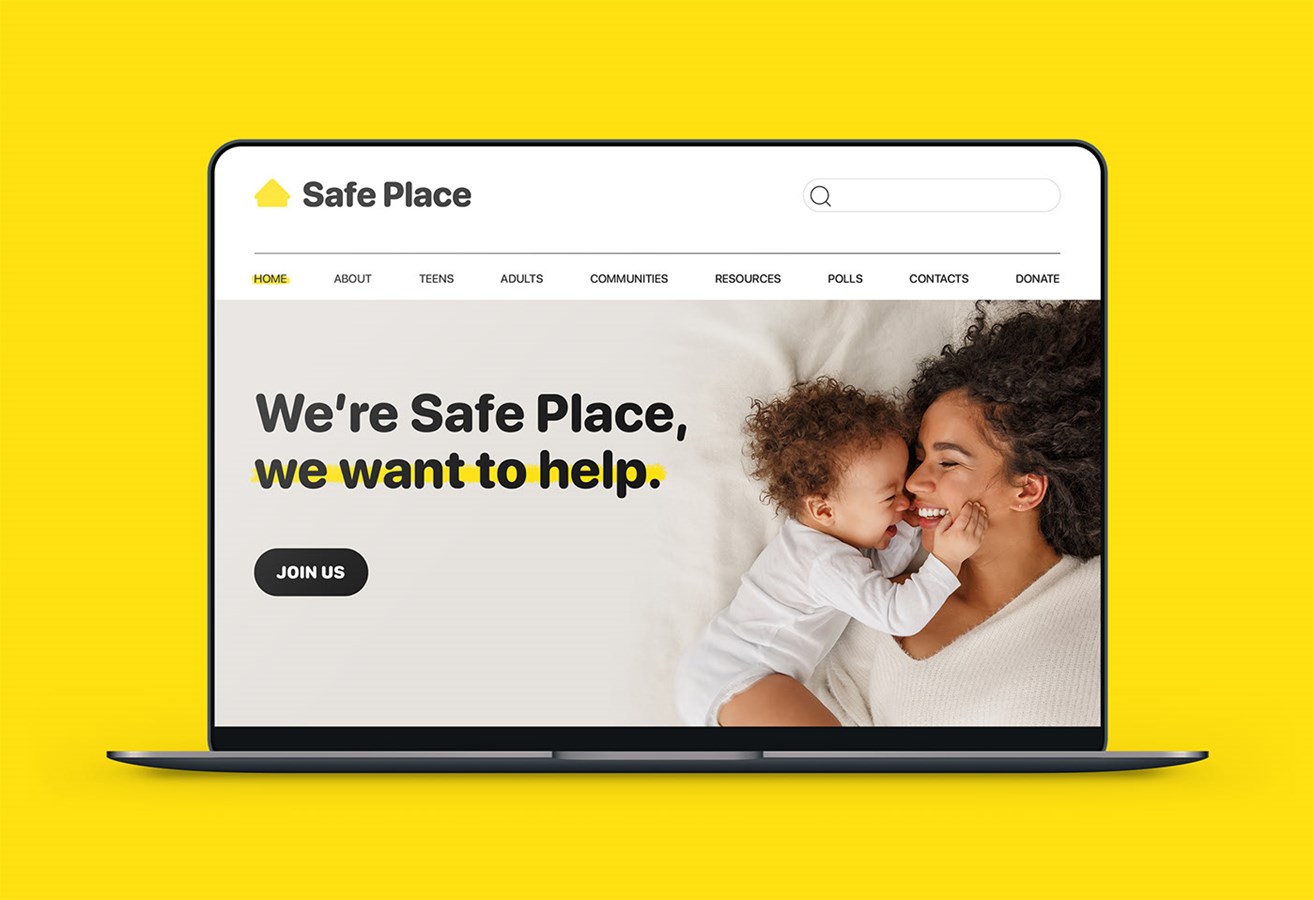 Safe Place
HOME ABOUT TEENS ADULTS COMMUNITIES RESOURCES POLLS CONTACTS DONATE
We're Safe Place,
we want to help.
JOIN US